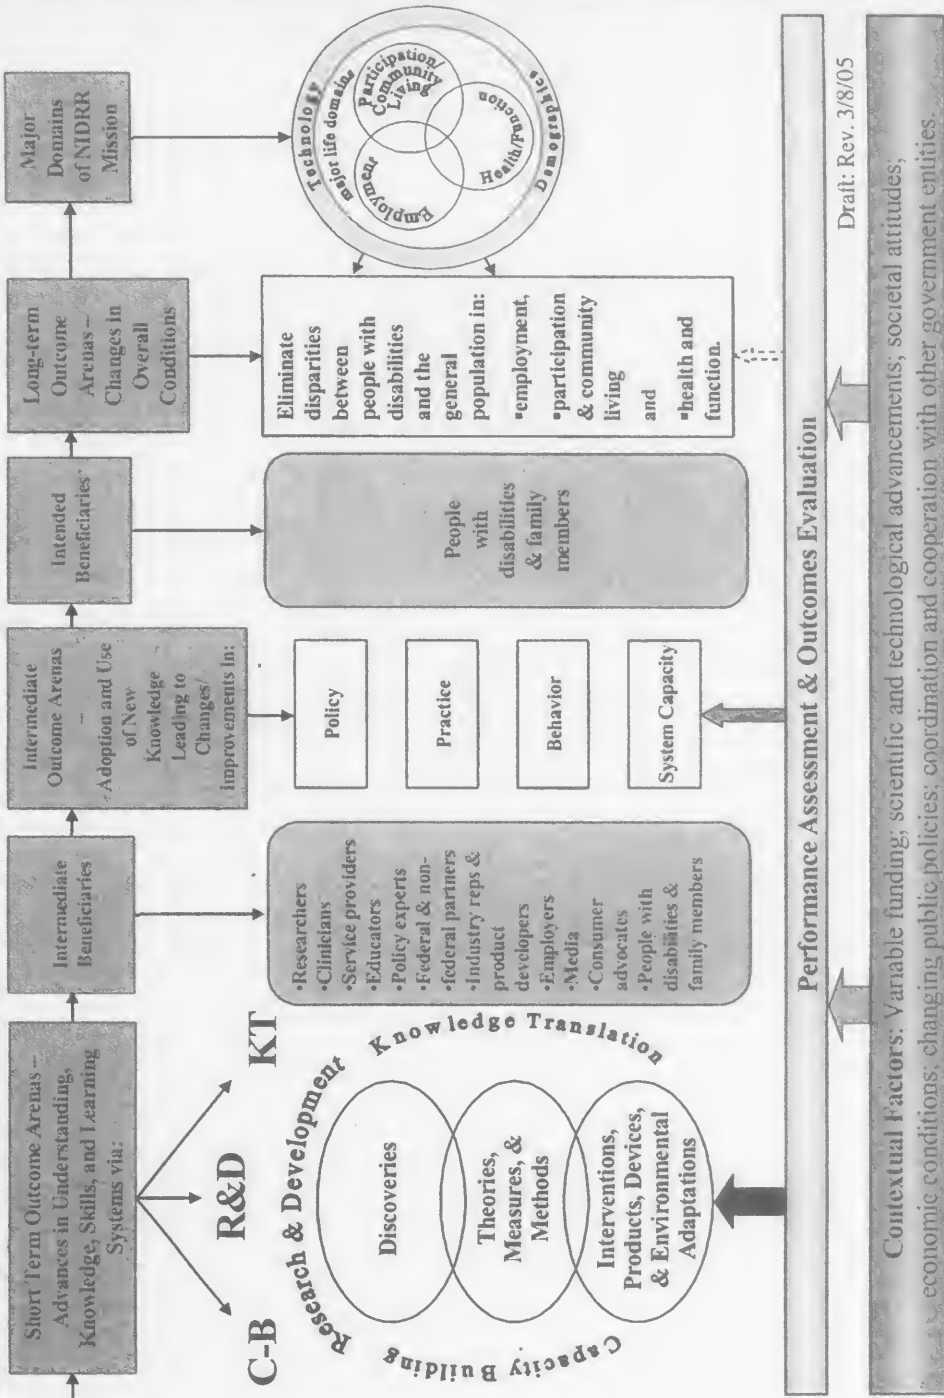 Short Term Outcome Arenas –
Advances in Understanding,
Knowledge, Skills, and Learning
Systems via:
C-B
R&D
KT
Research & Development
Capacity Building
Knowledge Translation
Discoveries
Theories,
Measures, &
Methods
Interventions,
Products, Devices,
& Environmental
Adaptations
Intermediate
Beneficiaries
•Researchers
•Clinicians
•Service providers
•Educators
•Policy experts
•Federal & non-
federal partners
•Industry reps &
product
developers
•Employers
•Media
•Consumer
advocates
•People with
disabilities &
family members
Intermediate
Outcome Arenas
– Adoption and Use
of New
Knowledge
Leading to
Changes/
improvements In:
Policy
Practice
Behavior
System Capacity
Intended
Beneficiaries
People
with
disabilities
& family
members
Long-term
Outcome
Arenas –
Changes in
Overall
Conditions
Eliminate
disparities
between
people with
disabilities
and the
general
population in:
▪employment,
▪participation
& community
living
and
▪health and
function.
Major
Domains
of NIDRR
Mission
Technology
major life domains
Employment
Participation/
Community
Living
Health/Function
Demographics
Performance Assessment & Outcomes Evaluation
Draft: Rev. 3/8/05
Contextual Factors: Variable funding; scientific and technological advancements; societal attitudes;
economic conditions; changing public policies; coordination and cooperation with other government entities.